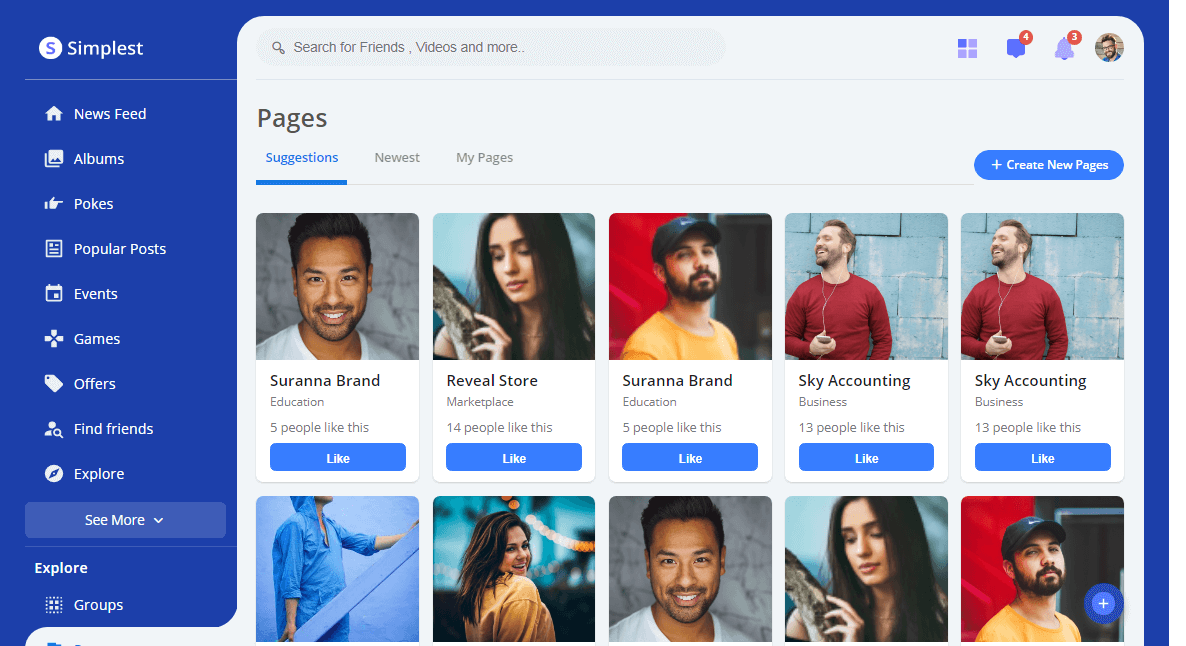 S Simplest
Search for Friends , Videos and more..
4
3
News Feed
Albums
Pokes
Popular Posts
Events
Games
Offers
Find friends
Explore
See More
Explore
Groups
Pages
Suggestions Newest My Pages
+ Create New Pages
Suranna Brand
Education
5 people like this
Like
Reveal Store
Marketplace
14 people like this
Like
Suranna Brand
Education
5 people like this
Like
Sky Accounting
Business
13 people like this
Like
Sky Accounting
Business
13 people like this
Like
+